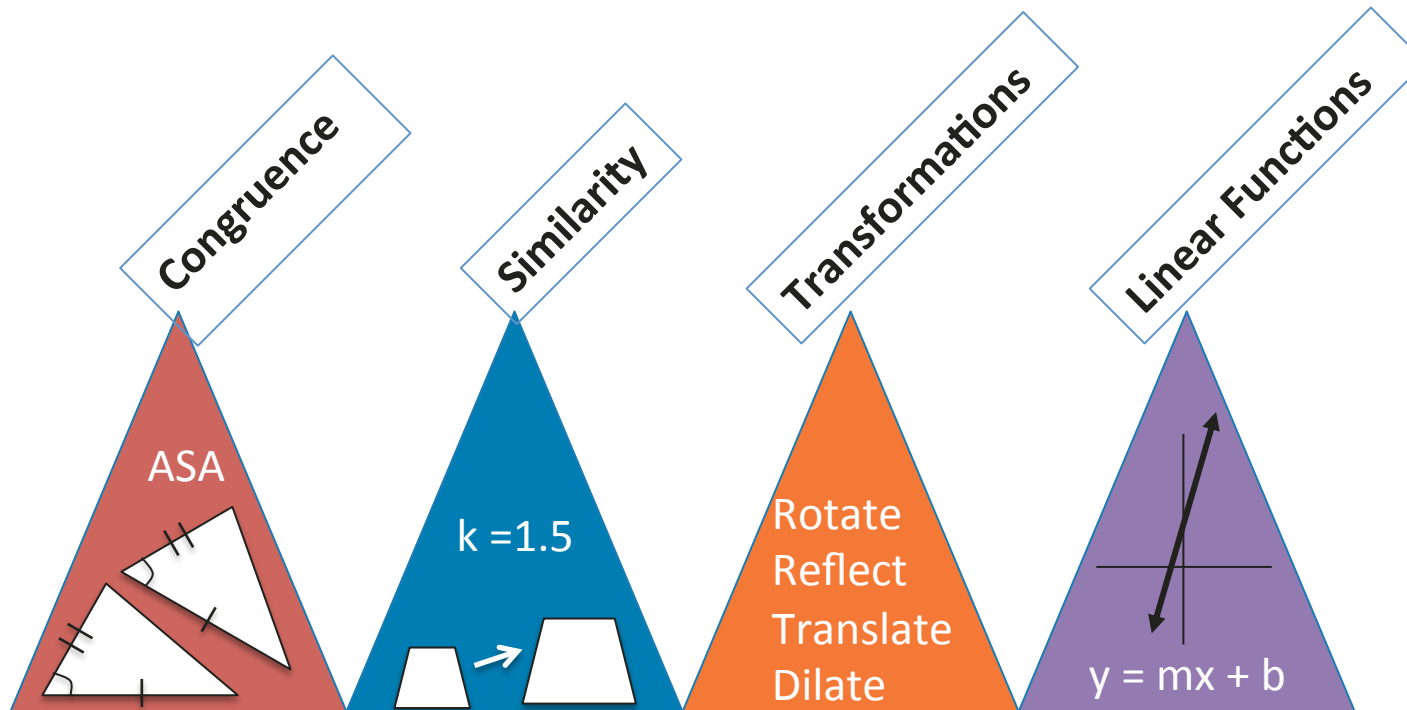 Congruence
Similarity
Transformations
Linear Functions
ASA
k =1.5
Rotate
Reflect
Translate
Dilate
y = mx + b